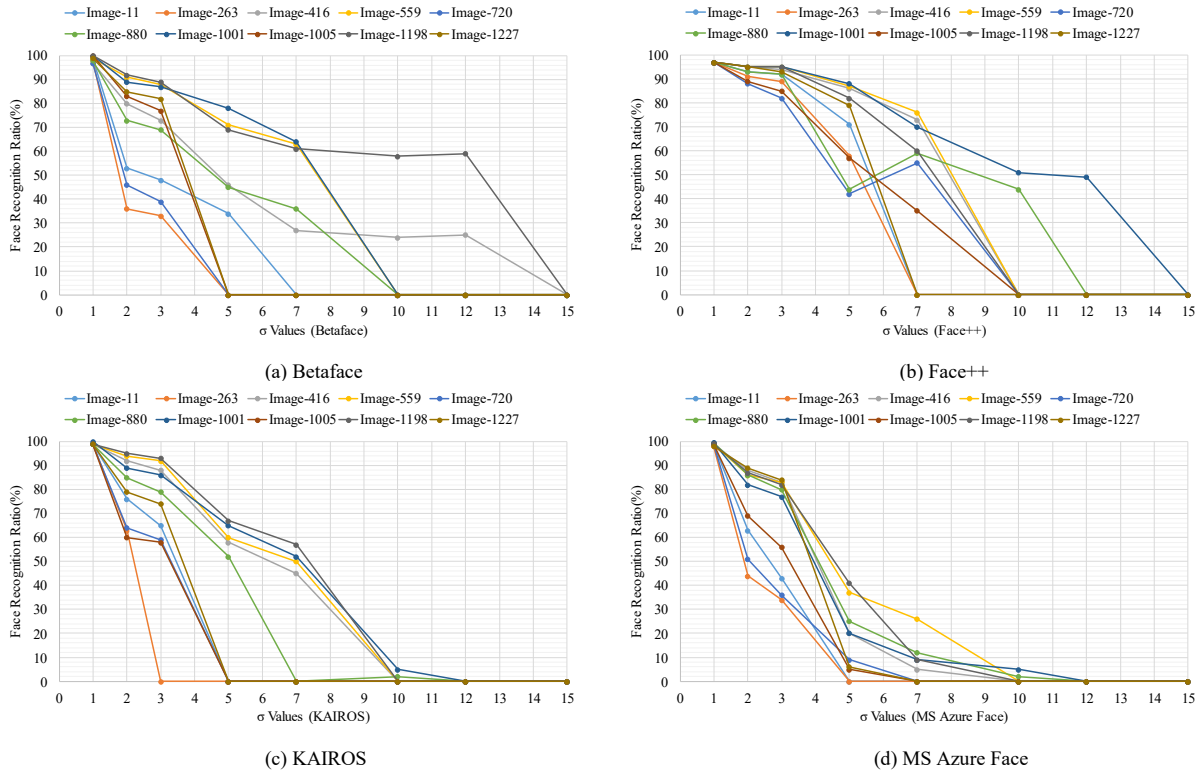 Image-11 Image-263 Image-416 Image-559 Image-720
Image-880 Image-1001 Image-1005 Image-1198 Image-1227
Face Recognition Ratio(%)
100
90
80
70
60
50
40
30
20
10
0
0 1 2 3 4 5 6 7 8 9 10 11 12 13 14 15
σ Values (Betaface)
(a) Betaface
Image-11 Image-263 Image-416 Image-559 Image-720
Image-880 Image-1001 Image-1005 Image-1198 Image-1227
Face Recognition Ratio(%)
100
90
80
70
60
50
40
30
20
10
0
0 1 2 3 4 5 6 7 8 9 10 11 12 13 14 15
σ Values (Face++)
(b) Face++
Image-11 Image-263 Image-416 Image-559 Image-720
Image-880 Image-1001 Image-1005 Image-1198 Image-1227
Face Recognition Ratio(%)
100
90
80
70
60
50
40
30
20
10
0
0 1 2 3 4 5 6 7 8 9 10 11 12 13 14 15
σ Values (KAIROS)
(c) KAIROS
Image-11 Image-263 Image-416 Image-559 Image-720
Image-880 Image-1001 Image-1005 Image-1198 Image-1227
Face Recognition Ratio(%)
100
90
80
70
60
50
40
30
20
10
0
0 1 2 3 4 5 6 7 8 9 10 11 12 13 14 15
σ Values (MS Azure Face)
(d) MS Azure Face